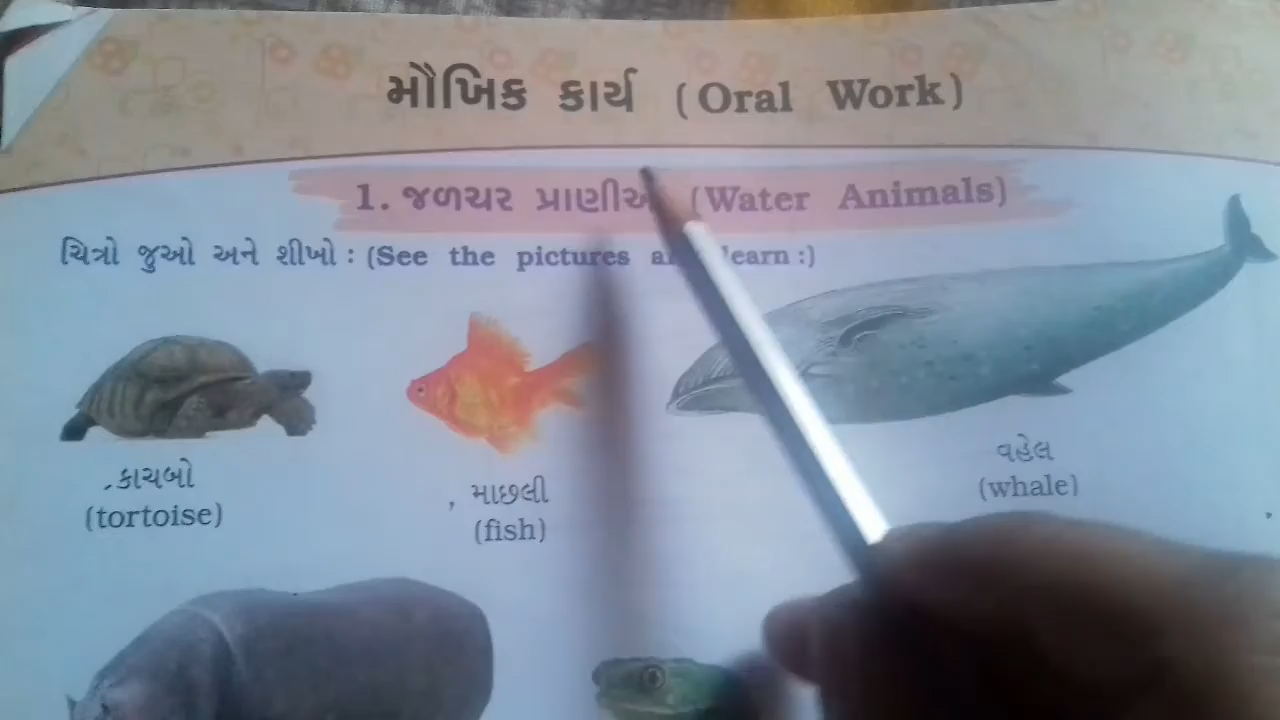 મૌખિક કાર્ય (Oral Work)
1. જળચર પ્રાણીઓ (Water Animals)
ચિત્રો જુઓ અને શીખો : (See the pictures learn :)
કાચબો
(tortoise)
માછલી
(fish)
વહેલ
(whale)